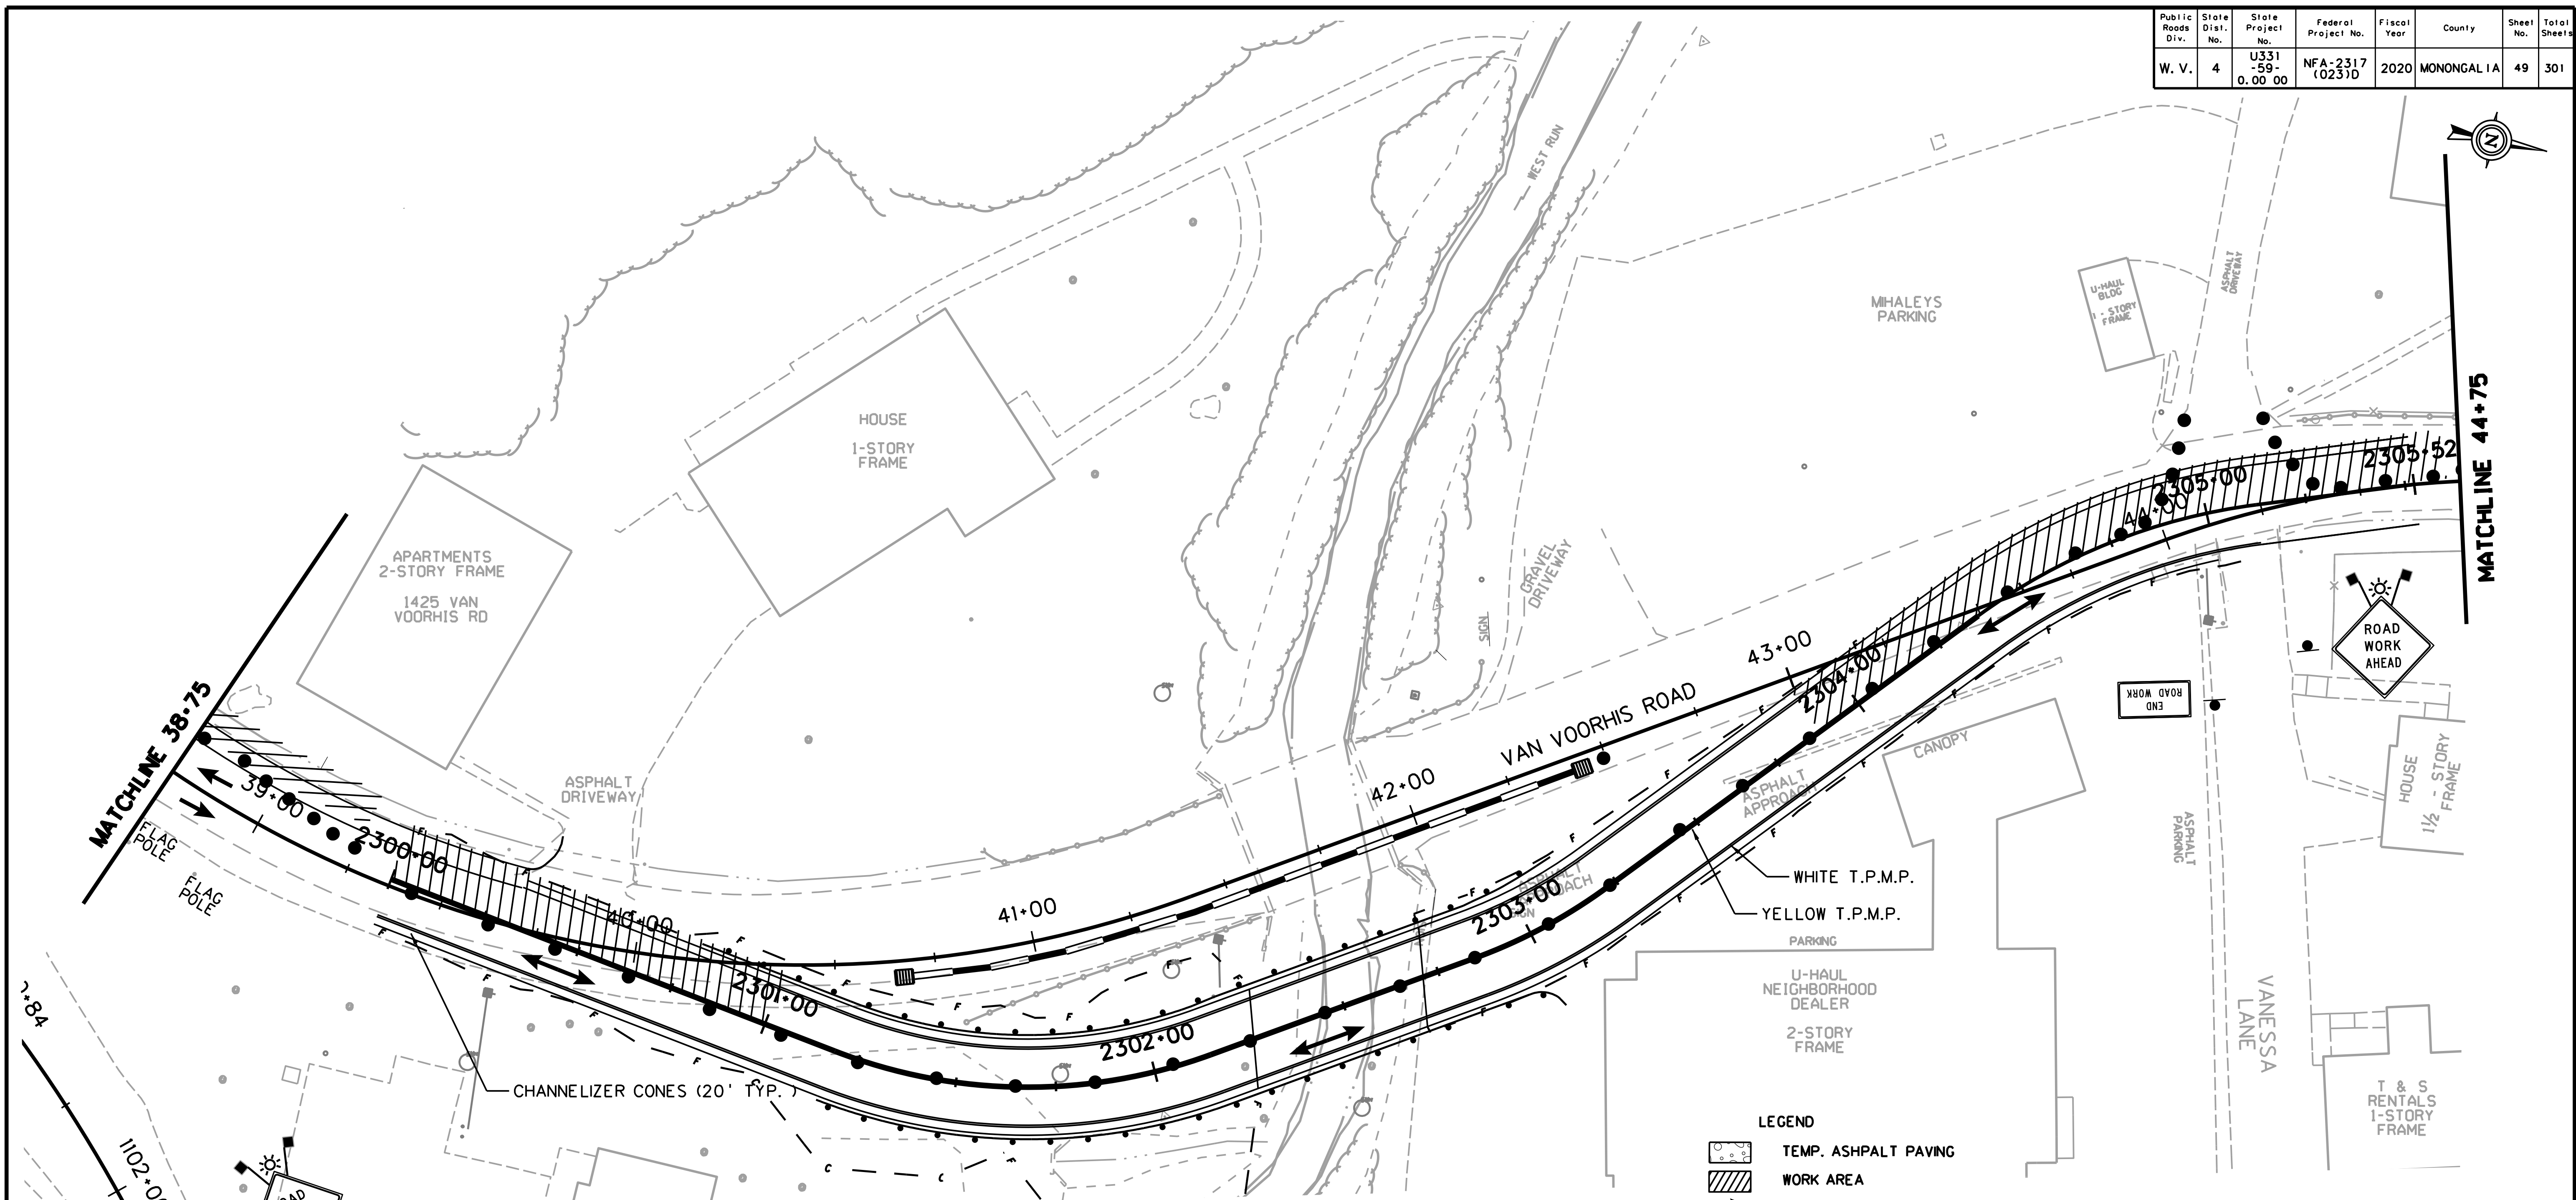 Public Roads Div.
State Dist. No.
State Project No.
Federal Project No.
Fiscal Year
County
Sheet No.
Total Sheets
W. V.
4
U331
-59-
0.00 00
NFA-2317
(023)D
2020
MONONGALIA
49
301
N
WEST RUN
MIHALEYS
PARKING
U-HAUL
BLDG
1 - STORY
FRAME
ASPHALT
DRIVEWAY
MATCHLINE 44+75
HOUSE
1-STORY
FRAME
APARTMENTS
2-STORY FRAME
1425 VAN
VOORHIS RD
MATCHLINE 38+75
GRAVEL
DRIVEWAY
SIGN
2305+52
2305+00
44+00
ROAD
WORK
AHEAD
END
ROAD WORK
43+00
2304+00
VAN VOORHIS ROAD
CANOPY
ASPHALT
APPROACH
HOUSE
1½ - STORY
FRAME
ASPHALT
PARKING
39+00
FLAG
POLE
FLAG
POLE
2300+00
ASPHALT
DRIVEWAY
42+00
41+00
40+00
2301+00
2302+00
2303+00
ASPHALT
APPROACH
SIGN
WHITE T.P.M.P.
YELLOW T.P.M.P.
PARKING
U-HAUL
NEIGHBORHOOD
DEALER
2-STORY
FRAME
VANESSA
LANE
CHANNELIZER CONES (20' TYP.)
T & S
RENTALS
1-STORY
FRAME
+84
1102+0
LEGEND
TEMP. ASHPALT PAVING
WORK AREA